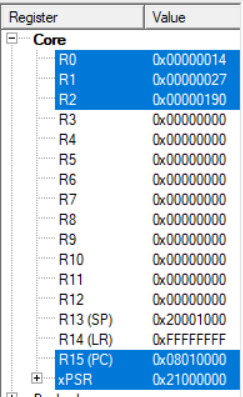 Register Value
Core
R0 0x00000014
R1 0x00000027
R2 0x00000190
R3 0x00000000
R4 0x00000000
R5 0x00000000
R6 0x00000000
R7 0x00000000
R8 0x00000000
R9 0x00000000
R10 0x00000000
R11 0x00000000
R12 0x00000000
R13 (SP) 0x20001000
R14 (LR) 0xFFFFFFFF
R15 (PC) 0x08010000
xPSR 0x21000000